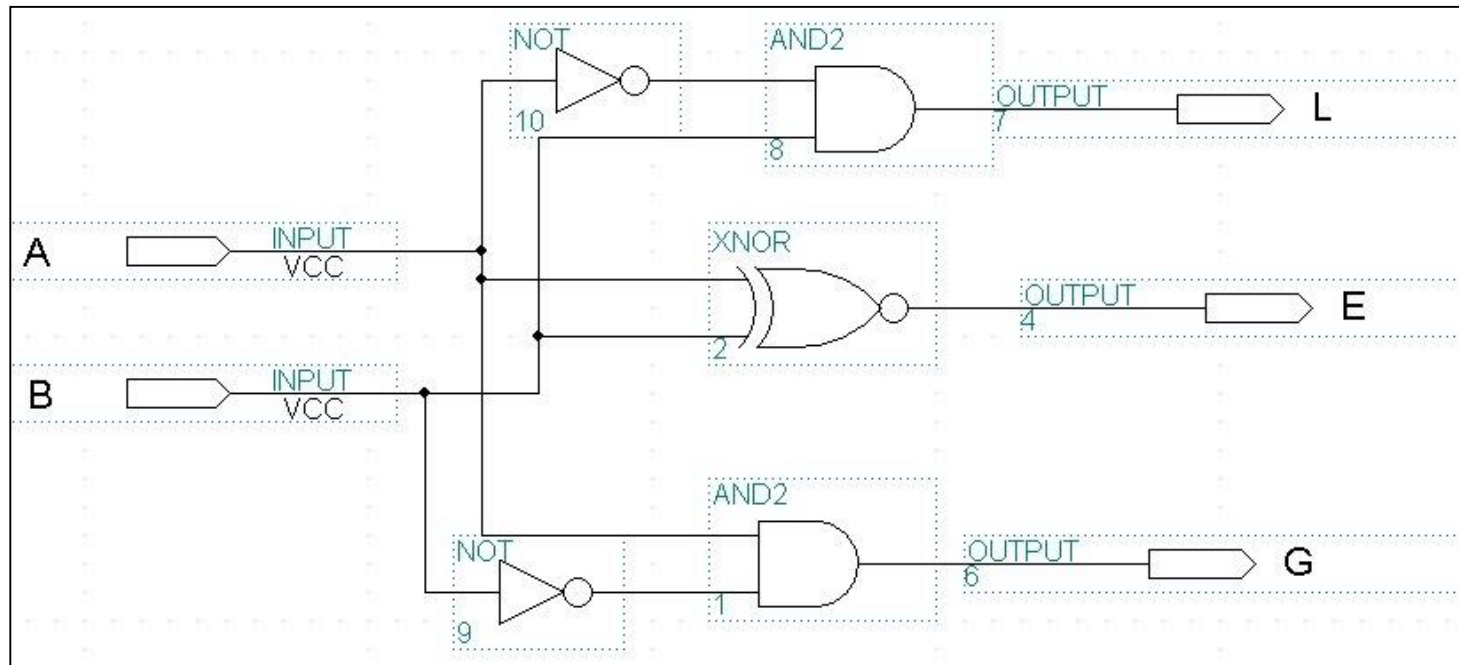 NOT
10
AND2
8
OUTPUT
7
L
A
INPUT
VCC
XNOR
2
OUTPUT
4
E
B
INPUT
VCC
NOT
9
AND2
1
OUTPUT
6
G